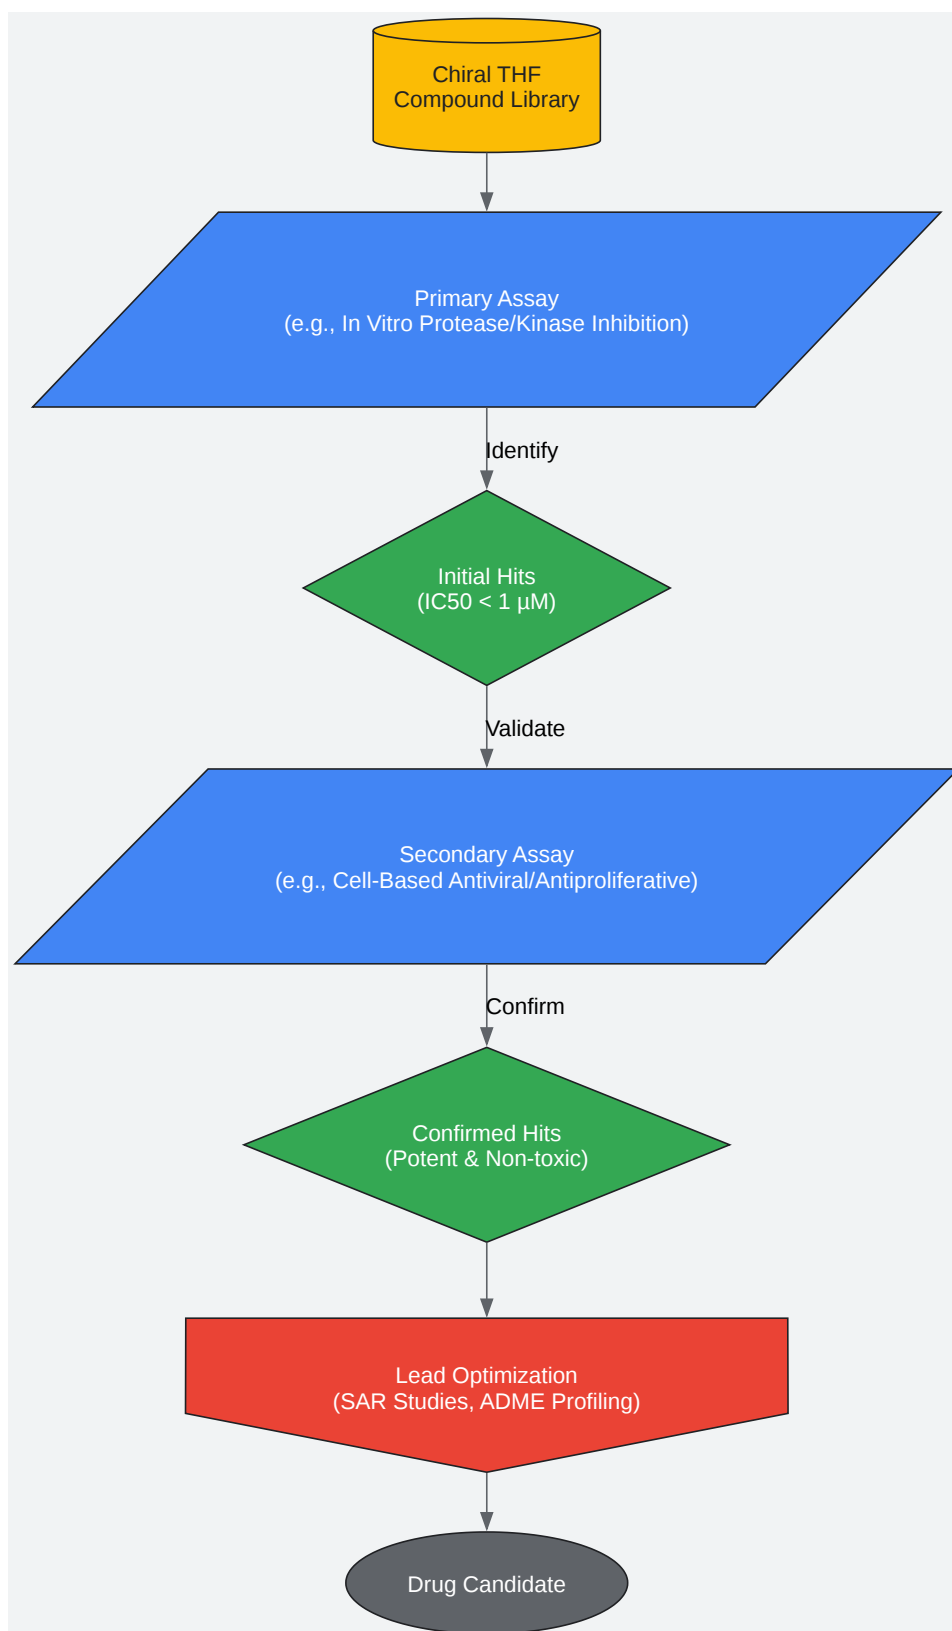 Chiral THF
Compound Library
Primary Assay
(e.g., In Vitro Protease/Kinase Inhibition)
Identify
Initial Hits
(IC50 < 1 µM)
Validate
Secondary Assay
(e.g., Cell-Based Antiviral/Antiproliferative)
Confirm
Confirmed Hits
(Potent & Non-toxic)
Lead Optimization
(SAR Studies, ADME Profiling)
Drug Candidate